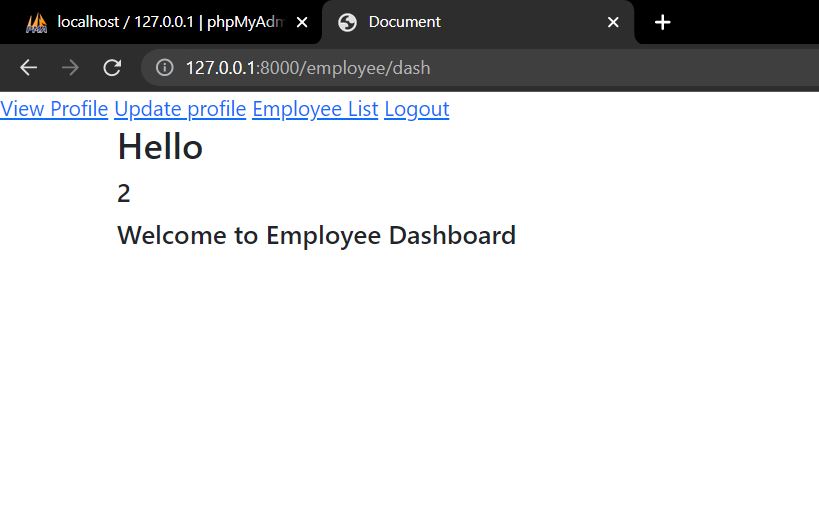 localhost / 127.0.0.1 | phpMyAdm
Document
127.0.0.1:8000/employee/dash
View Profile Update profile Employee List Logout
Hello
2
Welcome to Employee Dashboard